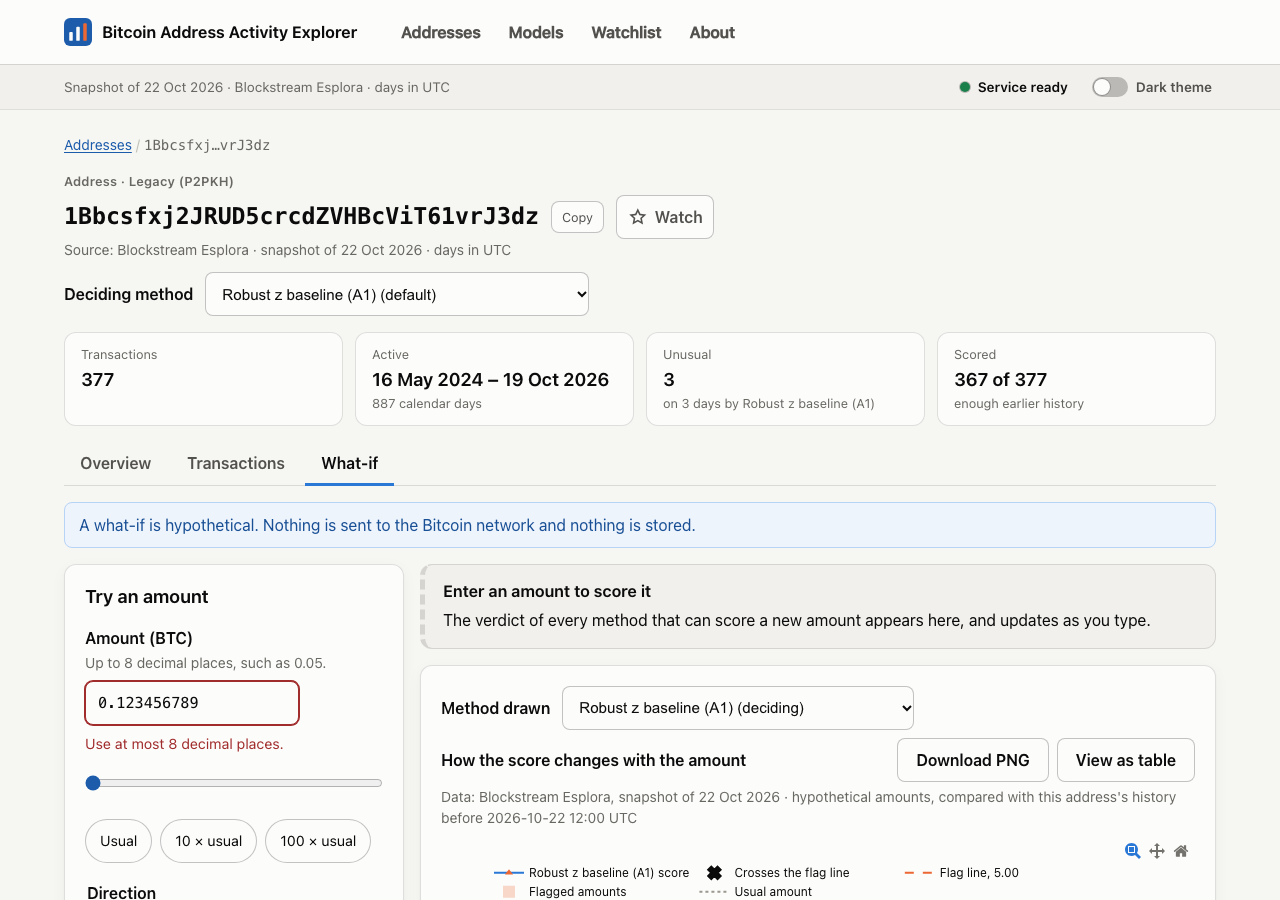 Bitcoin Address Activity Explorer Addresses Models Watchlist About
Snapshot of 22 Oct 2026 · Blockstream Esplora · days in UTC Service ready Dark theme
Addresses / 1Bbcsfxj…vrJ3dz
Address · Legacy (P2PKH)
1Bbcsfxj2JRUD5crcdZVHBcViT61vrJ3dz Copy Watch
Source: Blockstream Esplora · snapshot of 22 Oct 2026 · days in UTC
Deciding method Robust z baseline (A1) (default)
Transactions
377
Active
16 May 2024 – 19 Oct 2026
887 calendar days
Unusual
3
on 3 days by Robust z baseline (A1)
Scored
367 of 377
enough earlier history
Overview Transactions What-if
A what-if is hypothetical. Nothing is sent to the Bitcoin network and nothing is stored.
Try an amount
Amount (BTC)
Up to 8 decimal places, such as 0.05.
0.123456789
Use at most 8 decimal places.
Usual 10 × usual 100 × usual
Direction
Enter an amount to score it
The verdict of every method that can score a new amount appears here, and updates as you type.
Method drawn Robust z baseline (A1) (deciding)
How the score changes with the amount Download PNG View as table
Data: Blockstream Esplora, snapshot of 22 Oct 2026 · hypothetical amounts, compared with this address's history
before 2026-10-22 12:00 UTC
Robust z baseline (A1) score Crosses the flag line Flag line, 5.00
Flagged amounts Usual amount